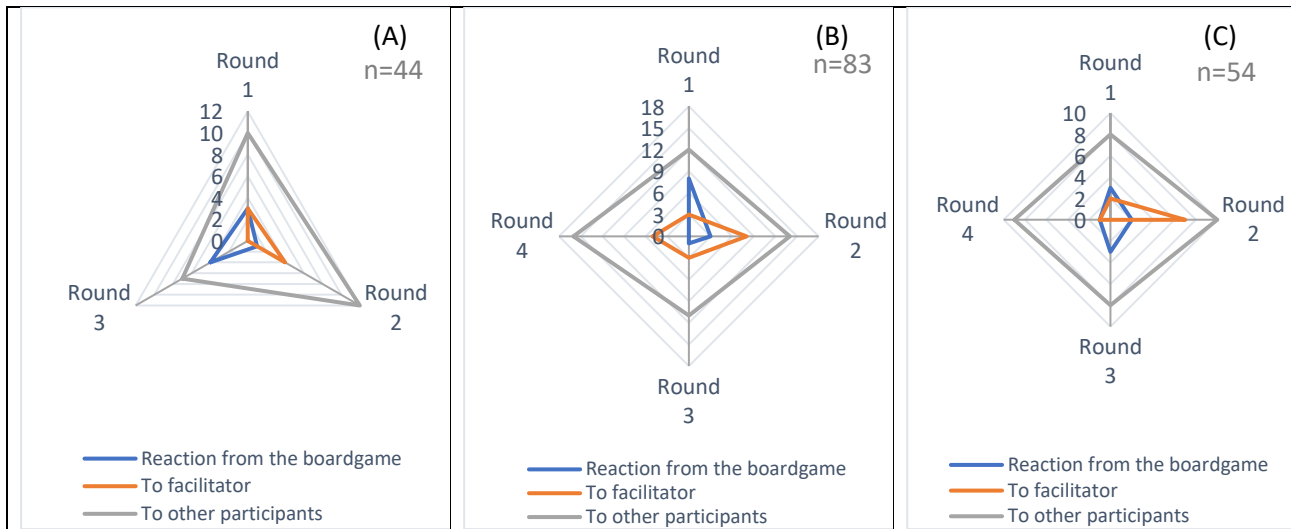 (A)
n=44
Round
1
12
10
8
6
4
2
0
Round
3
Round
2
Reaction from the boardgame
To facilitator
To other participants
(B)
n=83
Round
1
18
15
12
9
6
3
0
Round
4
Round
2
Round
3
Reaction from the boardgame
To facilitator
To other participants
(C)
n=54
Round
1
10
8
6
4
2
0
Round
4
Round
2
Round
3
Reaction from the boardgame
To facilitator
To other participants